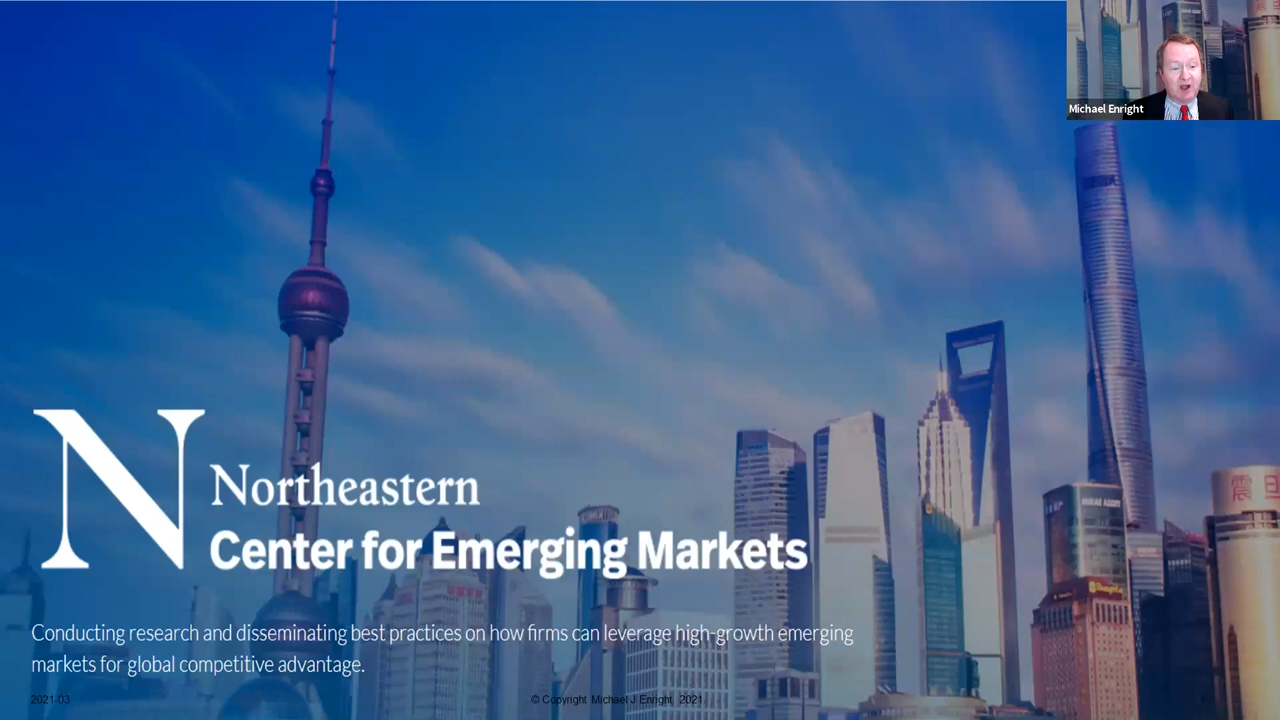 Michael Enright
N Northeastern
Center for Emerging Markets
Conducting research and disseminating best practices on how firms can leverage high-growth emerging
markets for global competitive advantage.
2021-03
© Copyright Michael J Enright 2021